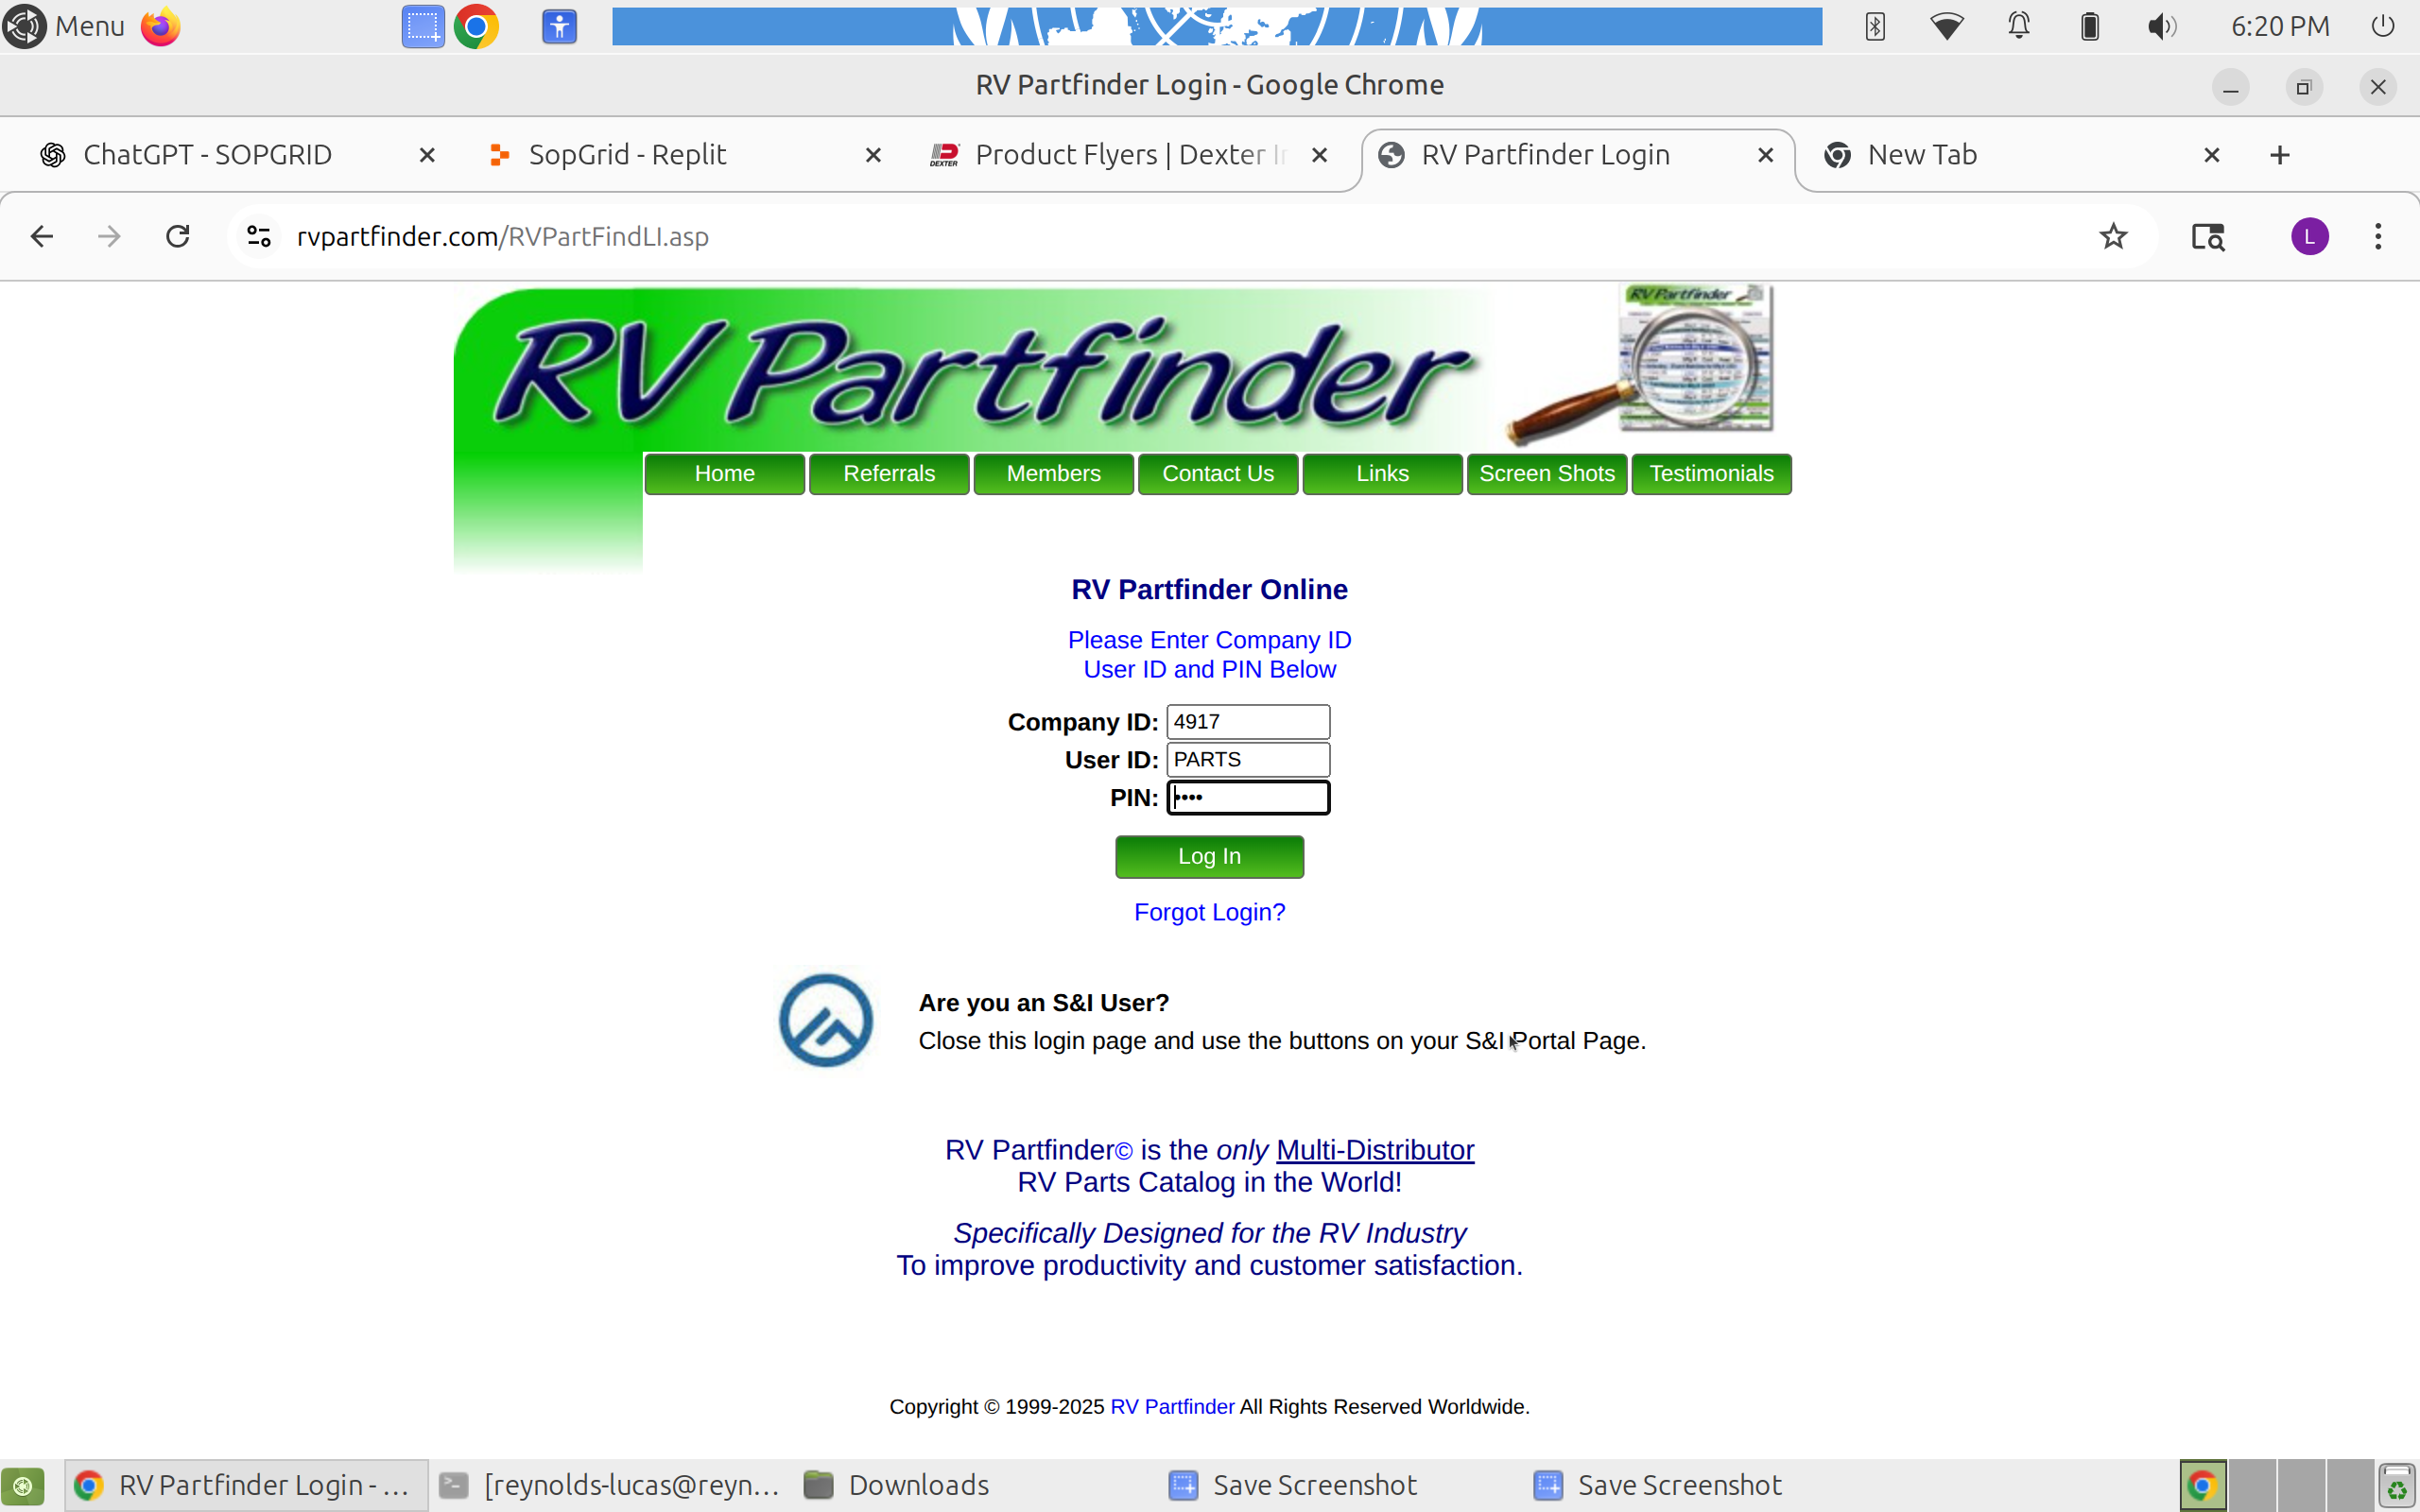 Menu
6:20 PM
RV Partfinder Login - Google Chrome
ChatGPT - SOPGRID
SopGrid - Replit
DEXTER
Product Flyers | Dexter
RV Partfinder Login
New Tab
rvpartfinder.com/RVPartFindLI.asp
L
RV Partfinder
RV Partfinder
Home
Referrals
Members
Contact Us
Links
Screen Shots
Testimonials
RV Partfinder Online
Please Enter Company ID
User ID and PIN Below
Company ID: 4917
User ID: PARTS
PIN: ••••
Log In
Forgot Login?
Are you an S&I User?
Close this login page and use the buttons on your S&I Portal Page.
RV Partfinder© is the only Multi-Distributor
RV Parts Catalog in the World!
Specifically Designed for the RV Industry
To improve productivity and customer satisfaction.
Copyright © 1999-2025 RV Partfinder All Rights Reserved Worldwide.
RV Partfinder Login - ...
[reynolds-lucas@reyn...
Downloads
Save Screenshot
Save Screenshot